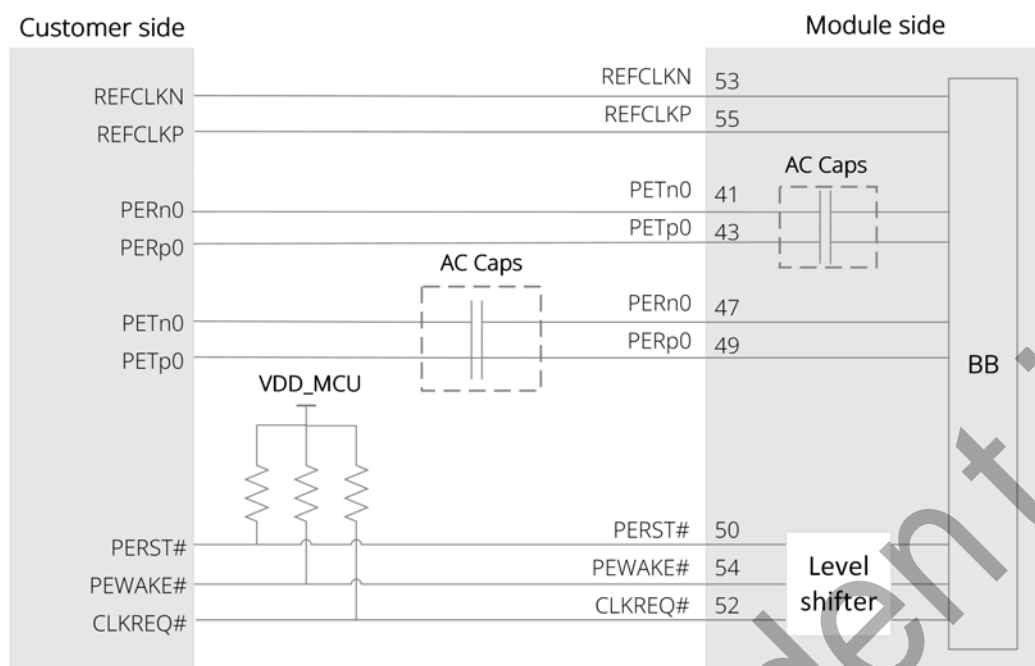 Customer side
Module side
REFCLKN
REFCLKN 53
REFCLKP
REFCLKP 55
AC Caps
PERn0
PETn0 41
PERp0
PETp0 43
AC Caps
PETn0
PERn0 47
PETp0
PERp0 49
BB
VDD_MCU
PERST#
PERST# 50
PEWAKE#
PEWAKE# 54
CLKREQ#
CLKREQ# 52
Level
shifter